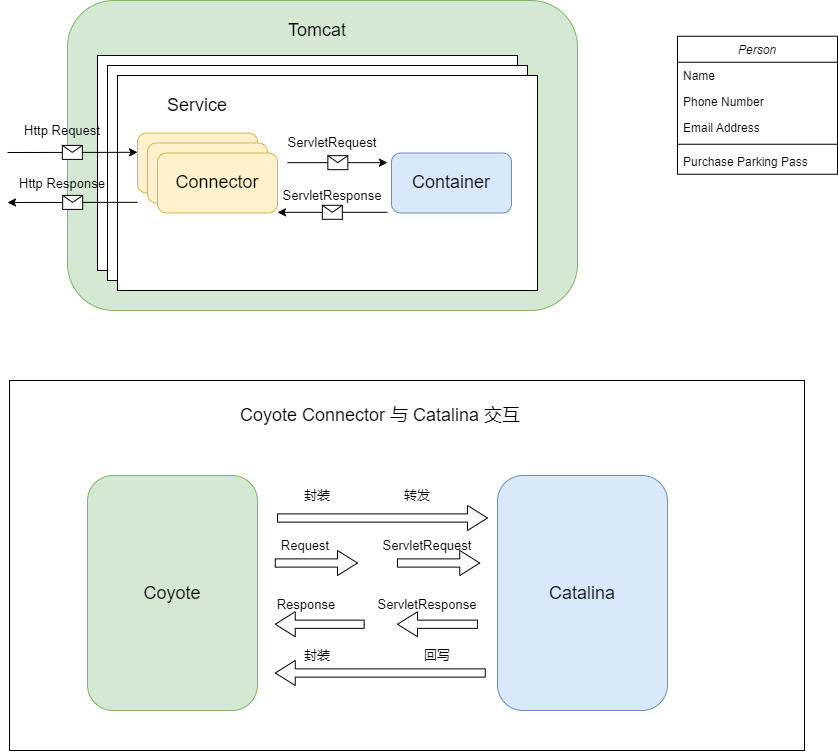 Tomcat
Service
Http Request
Http Response
Connector
ServletRequest
ServletResponse
Container
Person
Name
Phone Number
Email Address
Purchase Parking Pass
Coyote Connector 与 Catalina 交互
Coyote
封装 转发
Request ServletRequest
Response ServletResponse
封装 回写
Catalina